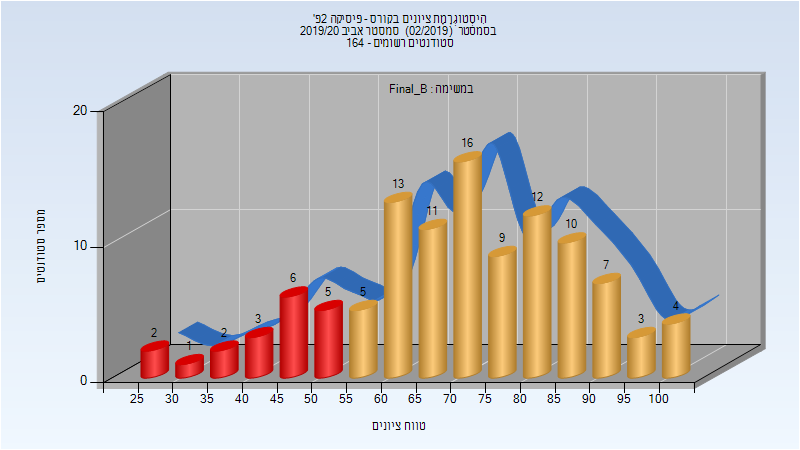 היסטוגרמת ציונים בקורס - פיסיקה 2פ'
בסמסטר (02/2019) סמסטר אביב 2019/20
סטודנטים רשומים - 164
במשימה : Final_B
מספר סטודנטים
20
10
0
2
1
2
3
6
5
5
13
11
16
9
12
10
7
3
4
25 30 35 40 45 50 55 60 65 70 75 80 85 90 95 100
טווח ציונים